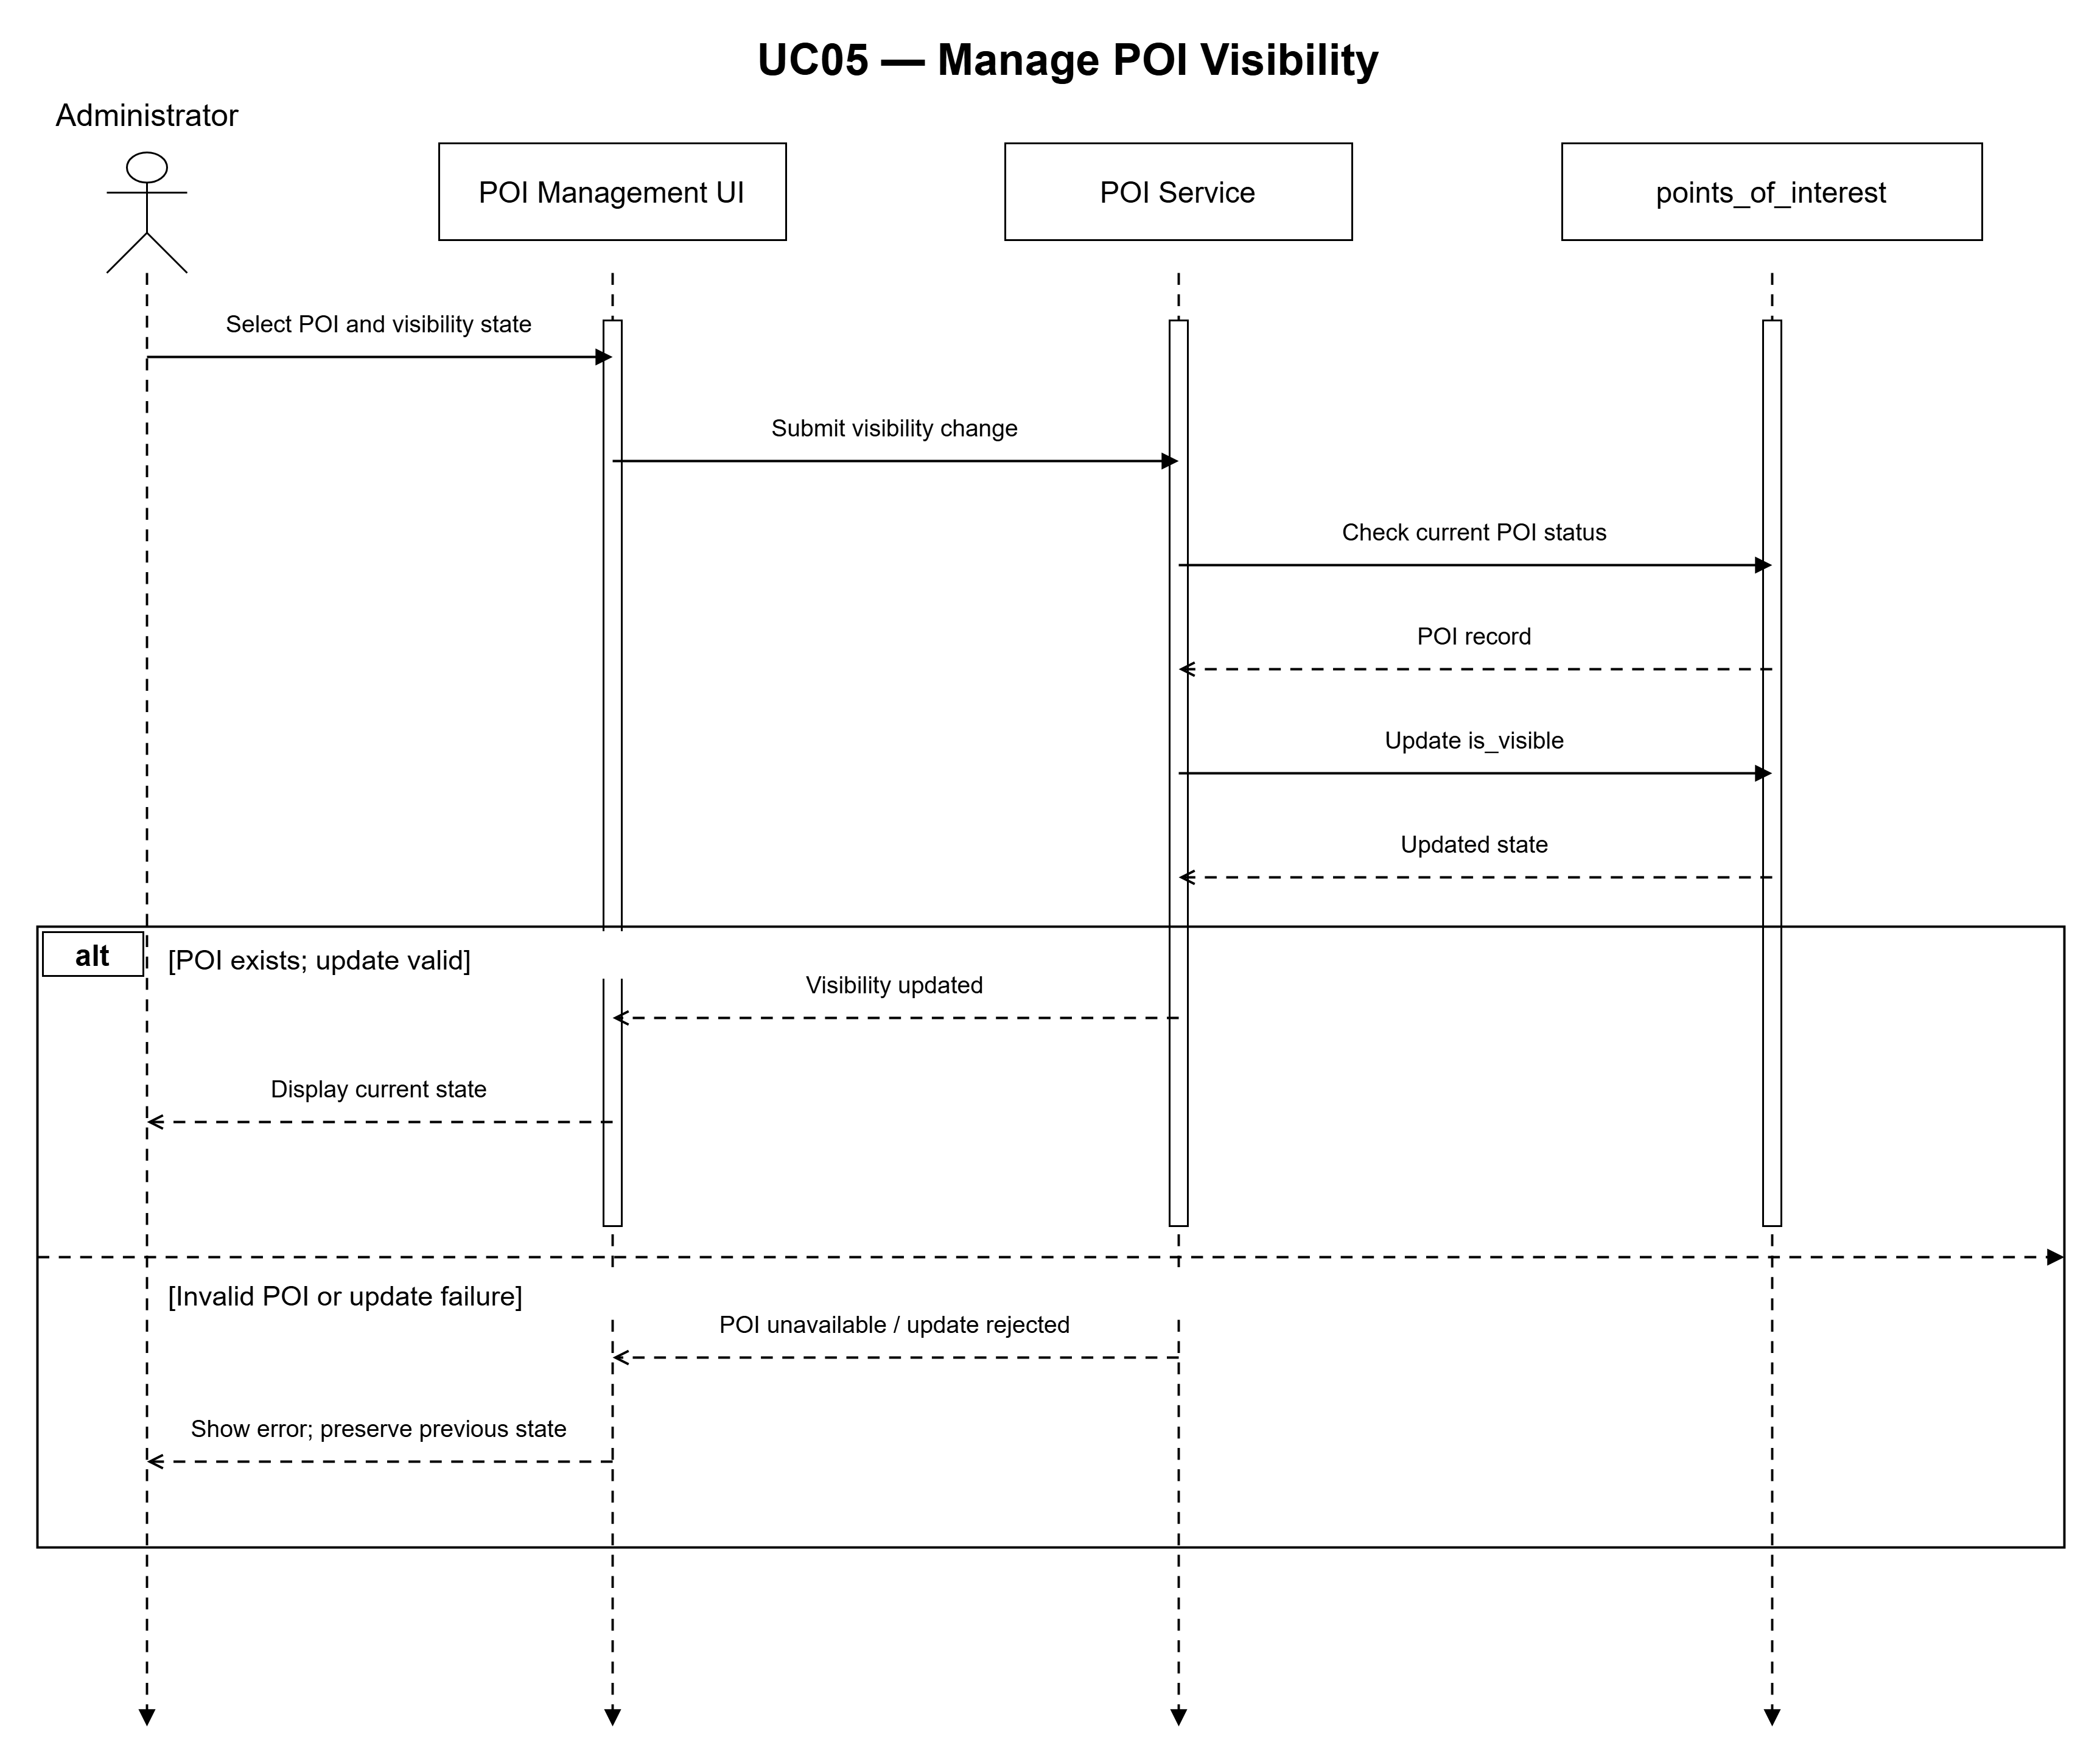 UC05 — Manage POI Visibility
Administrator
POI Management UI
POI Service
points_of_interest
Select POI and visibility state
Submit visibility change
Check current POI status
POI record
Update is_visible
Updated state
alt
[POI exists; update valid]
Visibility updated
Display current state
[Invalid POI or update failure]
POI unavailable / update rejected
Show error; preserve previous state